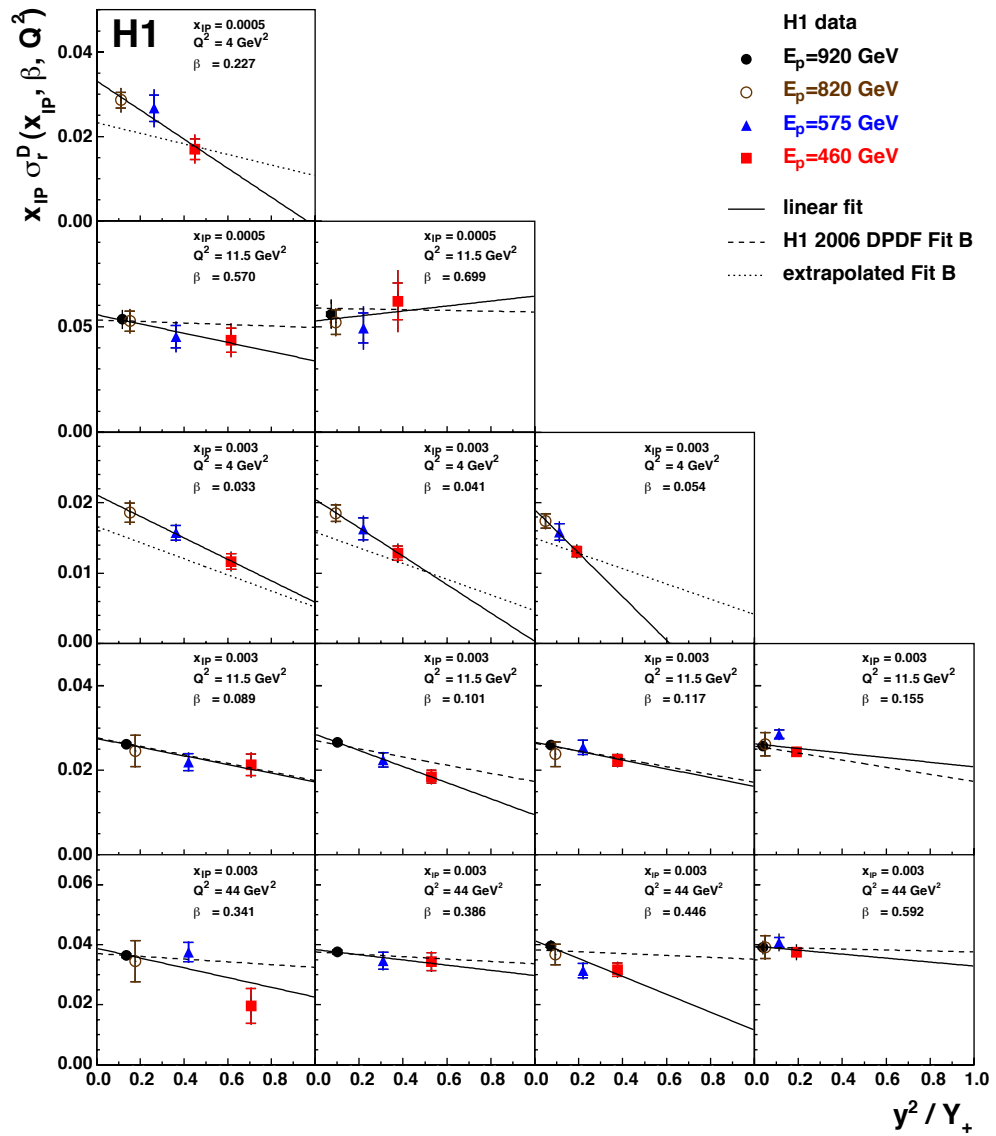 x_IP σ_r^D (x_IP, β, Q²)
H1
x_IP = 0.0005
Q² = 4 GeV²
β = 0.227
H1 data
E_p=920 GeV
E_p=820 GeV
E_p=575 GeV
E_p=460 GeV
linear fit
H1 2006 DPDF Fit B
extrapolated Fit B
0.04
0.02
0.00
x_IP = 0.0005
Q² = 11.5 GeV²
β = 0.570
x_IP = 0.0005
Q² = 11.5 GeV²
β = 0.699
0.05
0.00
x_IP = 0.003
Q² = 4 GeV²
β = 0.033
x_IP = 0.003
Q² = 4 GeV²
β = 0.041
x_IP = 0.003
Q² = 4 GeV²
β = 0.054
0.02
0.01
0.00
x_IP = 0.003
Q² = 11.5 GeV²
β = 0.089
x_IP = 0.003
Q² = 11.5 GeV²
β = 0.101
x_IP = 0.003
Q² = 11.5 GeV²
β = 0.117
x_IP = 0.003
Q² = 11.5 GeV²
β = 0.155
0.04
0.02
0.00
x_IP = 0.003
Q² = 44 GeV²
β = 0.341
x_IP = 0.003
Q² = 44 GeV²
β = 0.386
x_IP = 0.003
Q² = 44 GeV²
β = 0.446
x_IP = 0.003
Q² = 44 GeV²
β = 0.592
0.06
0.04
0.02
0.00
0.0 0.2 0.4 0.6 0.8 0.0 0.2 0.4 0.6 0.8 0.0 0.2 0.4 0.6 0.8 0.0 0.2 0.4 0.6 0.8 1.0
y² / Y_+